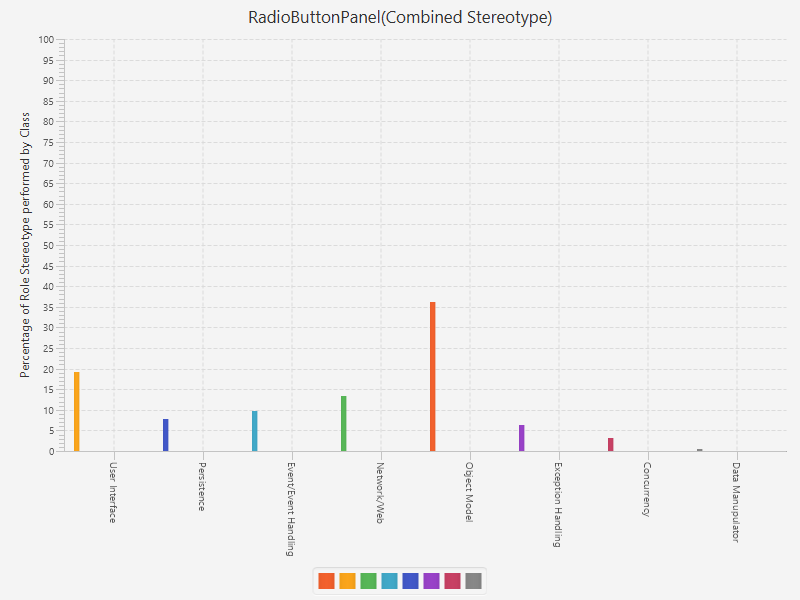 RadioButtonPanel(Combined Stereotype)
Percentage of Role Stereotype performed by Class
100
95
90
85
80
75
70
65
60
55
50
45
40
35
30
25
20
15
10
5
0
User Interface
Persistence
Event/Event Handling
Network/Web
Object Model
Exception Handling
Concurrency
Data Manupulator